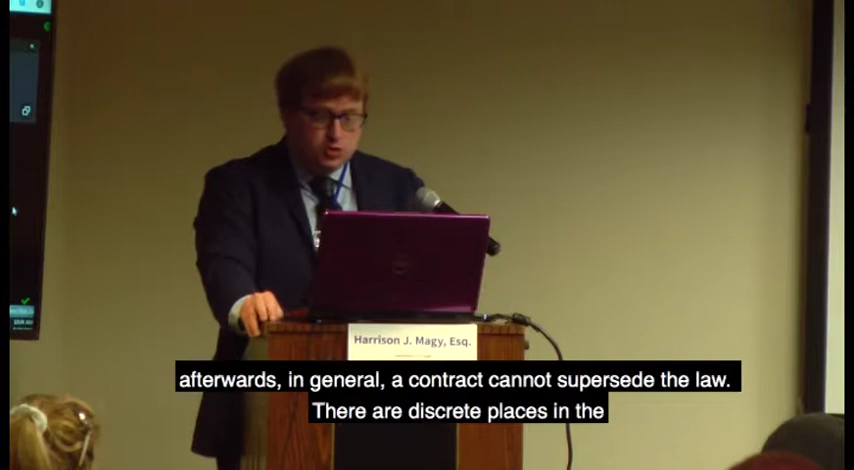 Harrison J. Magy, Esq.
afterwards, in general, a contract cannot supersede the law.
There are discrete places in the